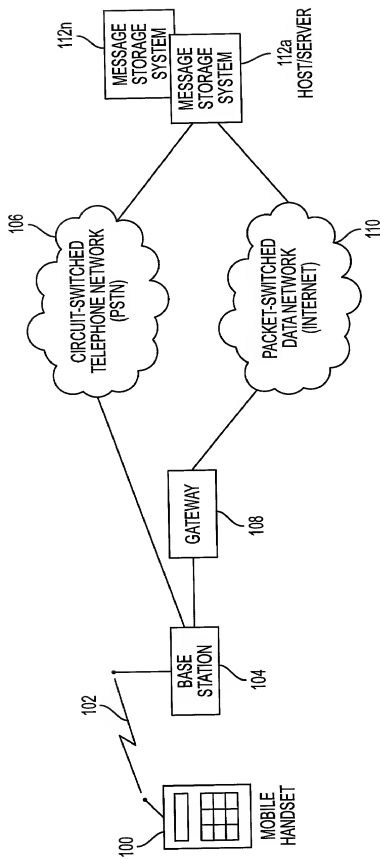 100
MOBILE
HANDSET
102
BASE
STATION
104
GATEWAY
108
106
CIRCUIT-SWITCHED
TELEPHONE NETWORK
(PSTN)
PACKET-SWITCHED
DATA NETWORK
(INTERNET)
110
112n
MESSAGE
STORAGE
SYSTEM
MESSAGE
STORAGE
SYSTEM
112a
HOST/SERVER